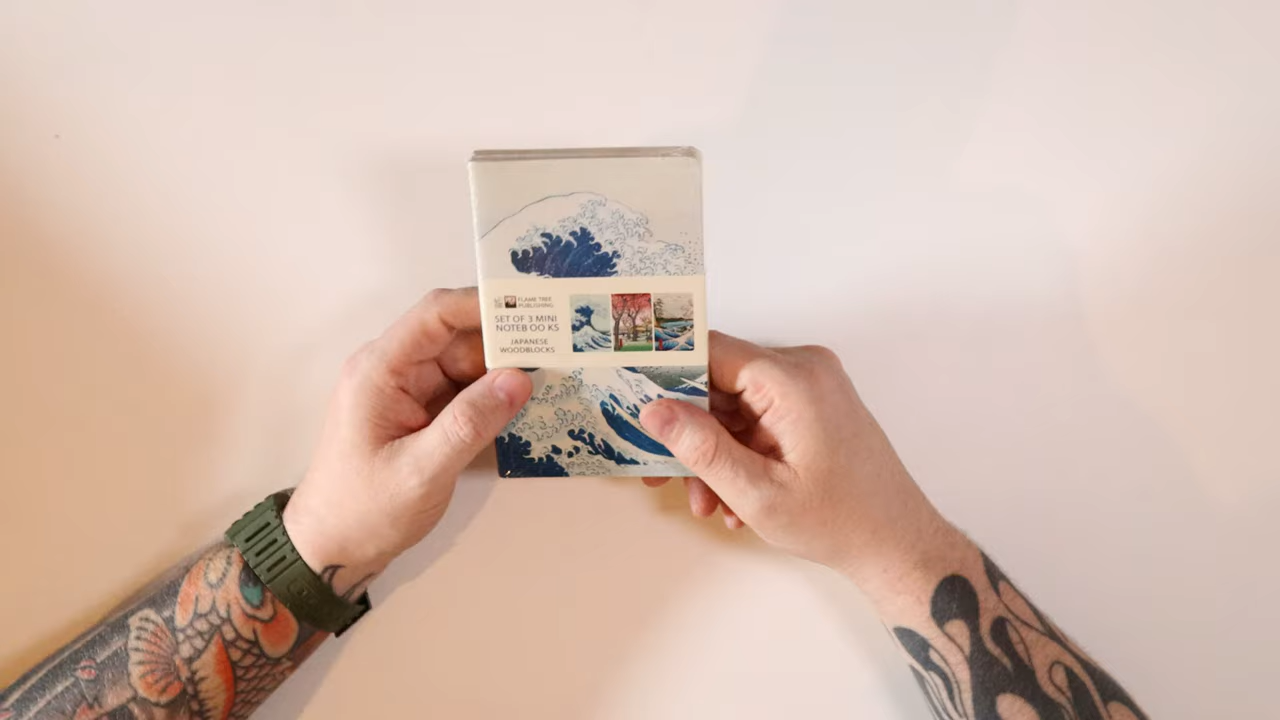 FLAME TREE
PUBLISHING
SET OF 3 MINI
NOTEB OO KS
JAPANESE
WOODBLOCKS